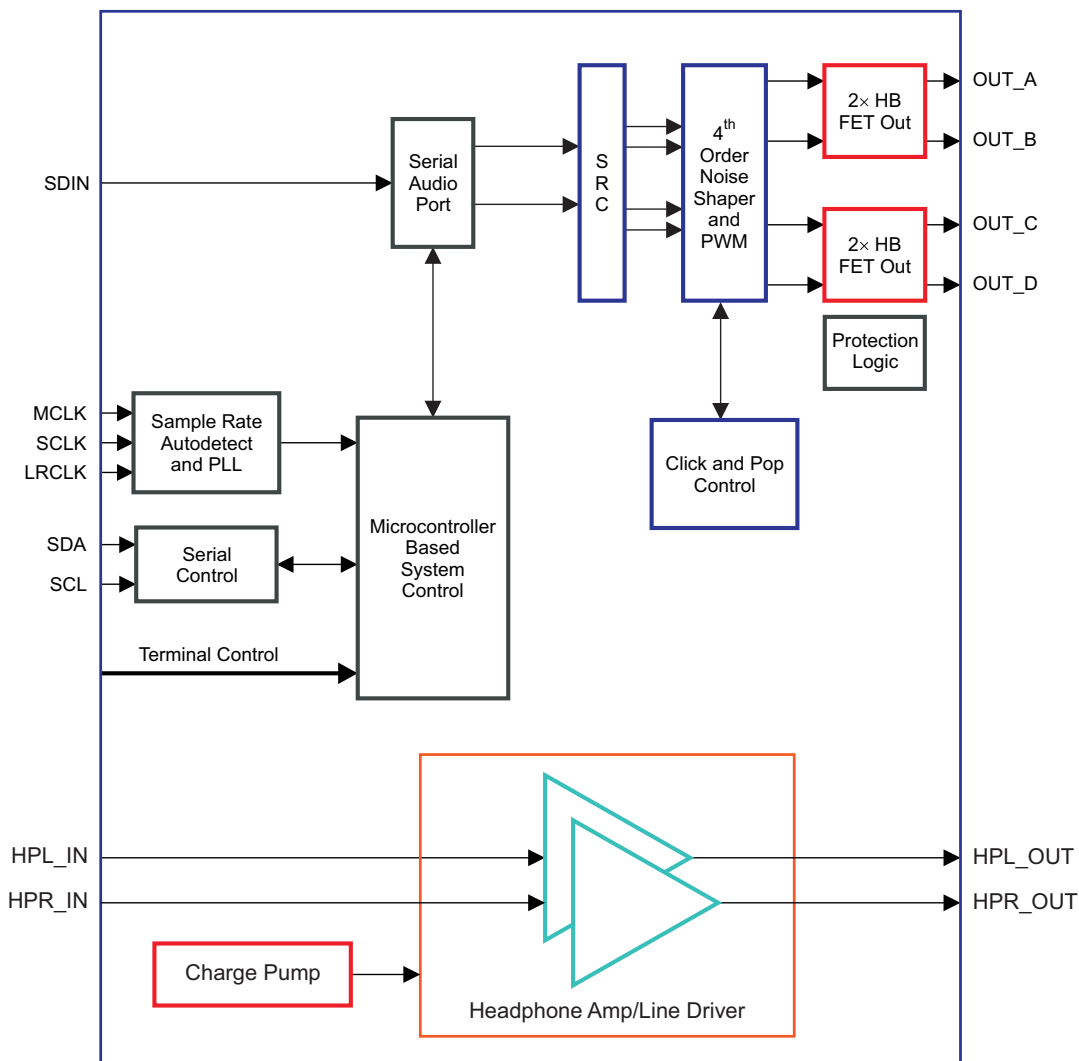 OUT_A
2× HB
FET Out
OUT_B
4th
Order
Noise
Shaper
and
PWM
S
R
C
Serial
Audio
Port
SDIN
OUT_C
2× HB
FET Out
OUT_D
Protection
Logic
MCLK
SCLK
LRCLK
Sample Rate
Autodetect
and PLL
Click and Pop
Control
Microcontroller
Based
System
Control
SDA
SCL
Serial
Control
Terminal Control
HPL_IN
HPL_OUT
HPR_IN
HPR_OUT
Charge Pump
Headphone Amp/Line Driver